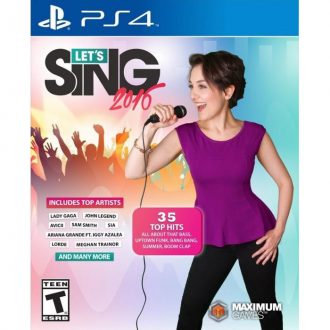 PS4
LET'S
SING
2016
INCLUDES TOP ARTISTS
LADY GAGA JOHN LEGEND
AVICII SAM SMITH SIA
ARIANA GRANDE FT. IGGY AZALEA
LORDE MEGHAN TRAINOR
AND MANY MORE
35
TOP HITS
ALL ABOUT THAT BASS,
UPTOWN FUNK, BANG BANG,
SUMMER, BOOM CLAP
TEEN
T
ESRB
MAXIMUM
GAMES